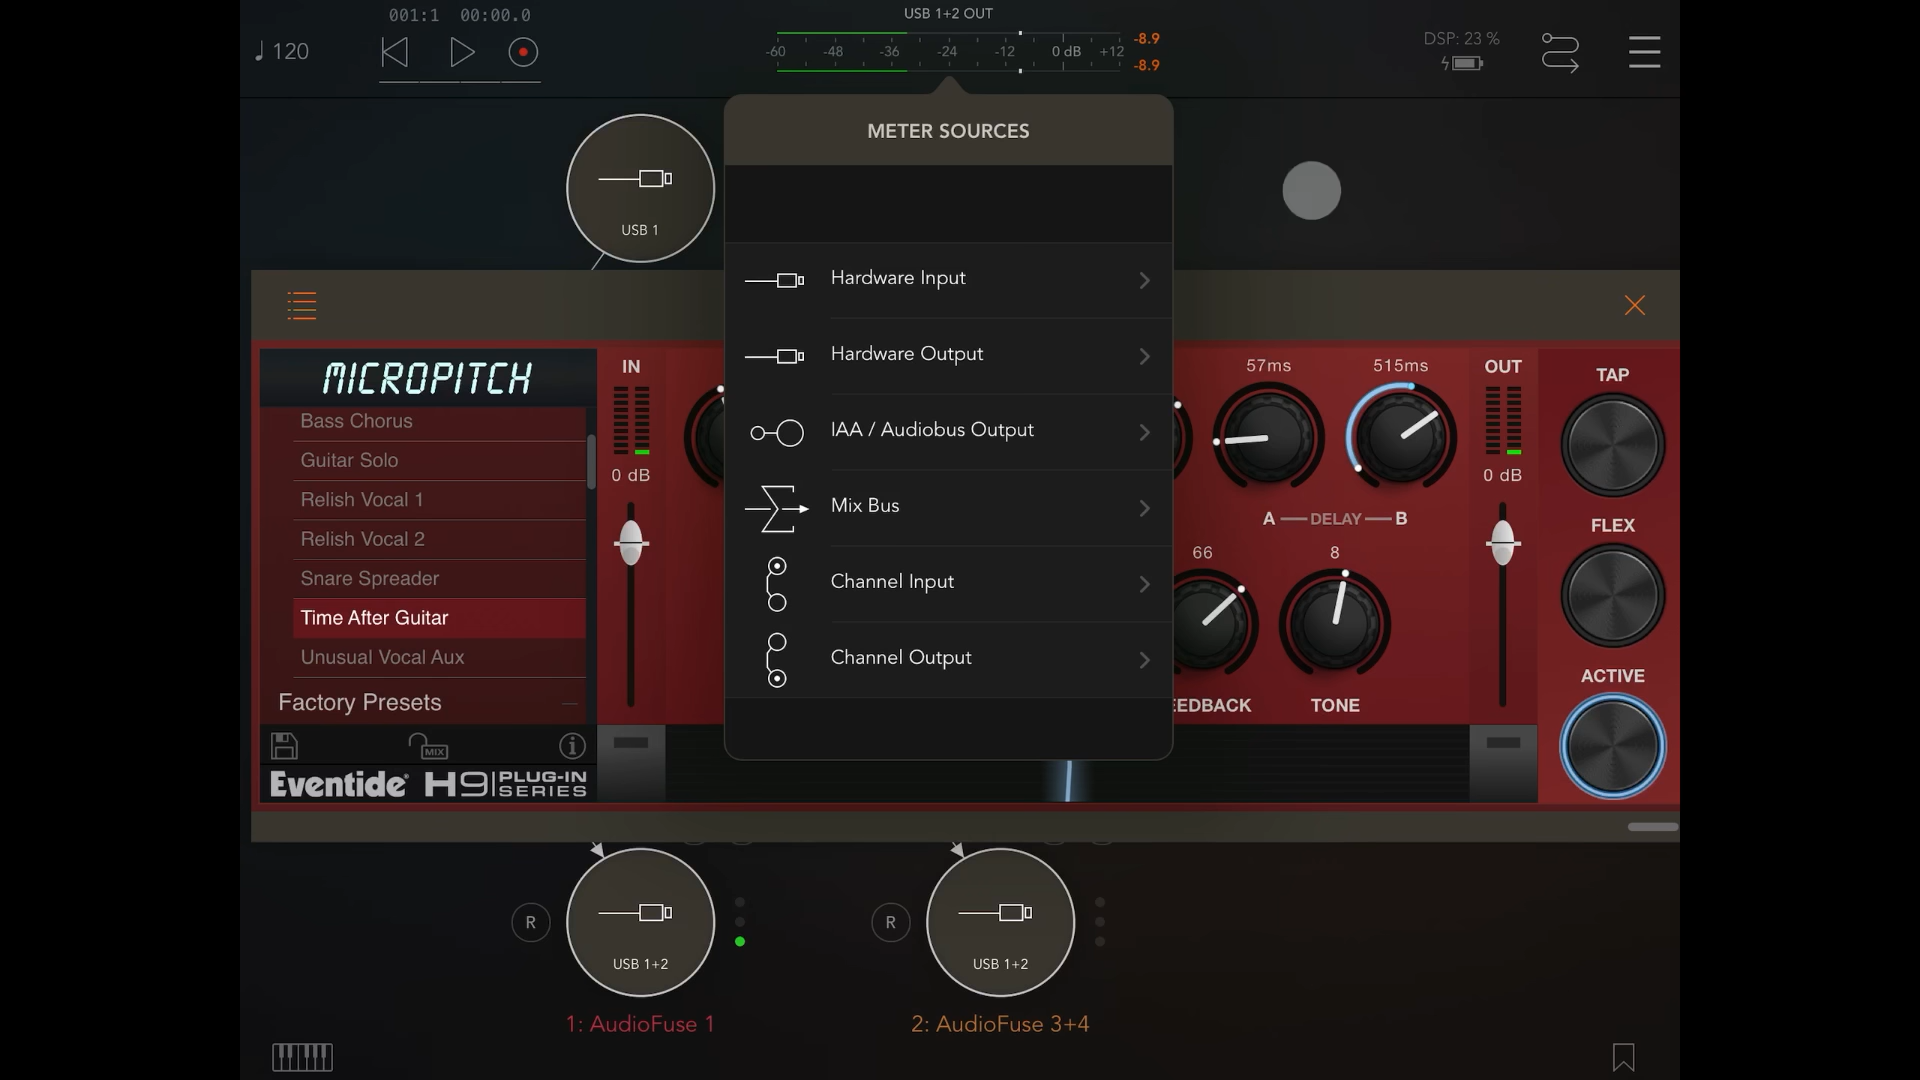 001:1 00:00.0
USB 1+2 OUT
♩ 120
-60 -48 -36 -24 -12 0 dB +12
-8.9
-8.9
DSP: 23 %
METER SOURCES
USB 1
Hardware Input
Hardware Output
IAA / Audiobus Output
Mix Bus
Channel Input
Channel Output
MICROPITCH
Bass Chorus
Guitar Solo
Relish Vocal 1
Relish Vocal 2
Snare Spreader
Time After Guitar
Unusual Vocal Aux
Factory Presets
MIX
Eventide H9 PLUG-IN SERIES
IN
0 dB
57ms 515ms
A DELAY B
66 8
EEDBACK TONE
OUT
0 dB
TAP
FLEX
ACTIVE
R USB 1+2
R USB 1+2
1: AudioFuse 1
2: AudioFuse 3+4